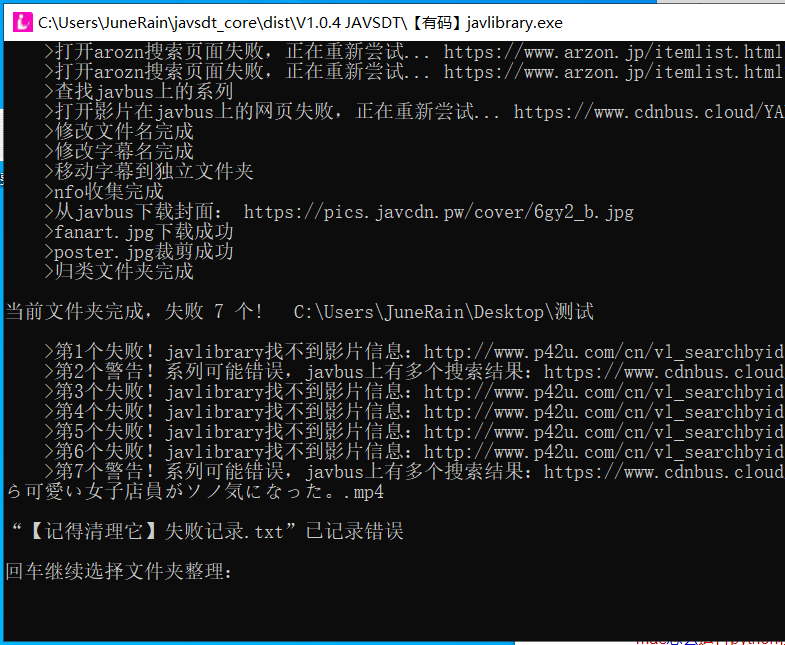 C:\Users\JuneRain\javsdt_core\dist\V1.0.4 JAVSDT\【有码】javlibrary.exe
>打开arozn搜索页面失败，正在重新尝试... https://www.arzon.jp/itemlist.html
>打开arozn搜索页面失败，正在重新尝试... https://www.arzon.jp/itemlist.html
>查找javbus上的系列
>打开影片在javbus上的网页失败，正在重新尝试... https://www.cdnbus.cloud/YA
>修改文件名完成
>修改字幕名完成
>移动字幕到独立文件夹
>nfo收集完成
>从javbus下载封面： https://pics.javcdn.pw/cover/6gy2_b.jpg
>fanart.jpg下载成功
>poster.jpg裁剪成功
>归类文件夹完成
当前文件夹完成，失败 7 个! C:\Users\JuneRain\Desktop\测试
>第1个失败！javlibrary找不到影片信息：http://www.p42u.com/cn/vl_searchbyid
>第2个警告！系列可能错误，javbus上有多个搜索结果：https://www.cdnbus.cloud
>第3个失败！javlibrary找不到影片信息：http://www.p42u.com/cn/vl_searchbyid
>第4个失败！javlibrary找不到影片信息：http://www.p42u.com/cn/vl_searchbyid
>第5个失败！javlibrary找不到影片信息：http://www.p42u.com/cn/vl_searchbyid
>第6个失败！javlibrary找不到影片信息：http://www.p42u.com/cn/vl_searchbyid
>第7个警告！系列可能错误，javbus上有多个搜索结果：https://www.cdnbus.cloud
ら可愛い女子店員がソノ気になった。.mp4
“【记得清理它】失败记录.txt”已记录错误
回车继续选择文件夹整理：